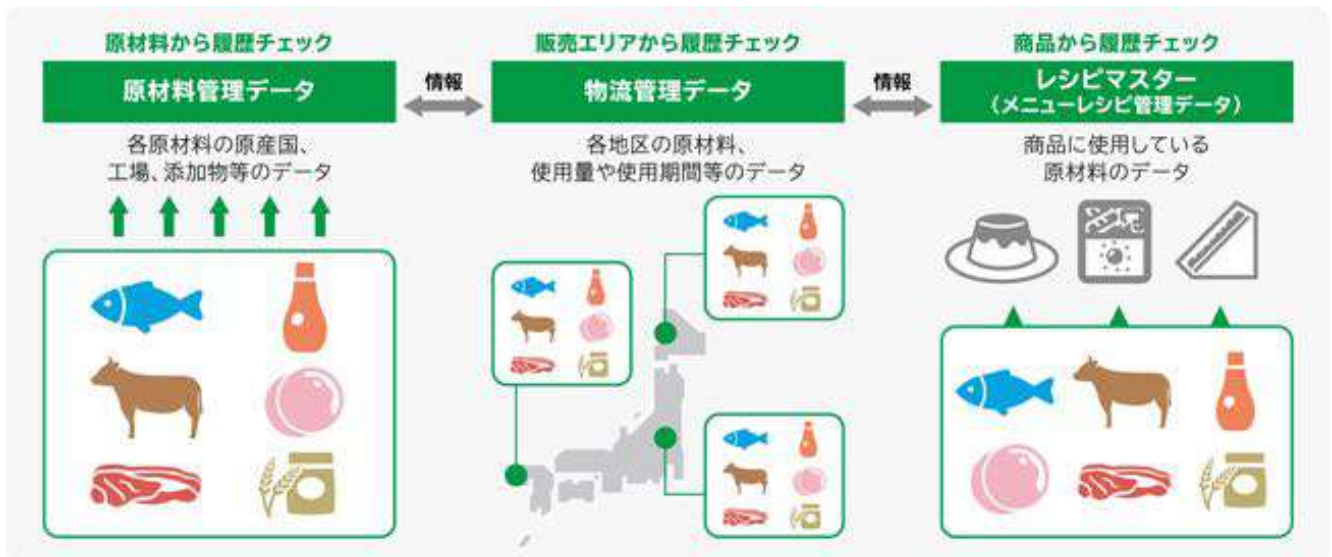 原材料から履歴チェック
原材料管理データ
各原材料の原産国、
工場、添加物等のデータ
情報
販売エリアから履歴チェック
物流管理データ
各地区の原材料、
使用量や使用期間等のデータ
情報
商品から履歴チェック
レシピマスター
（メニューレシピ管理データ）
商品に使用している
原材料のデータ